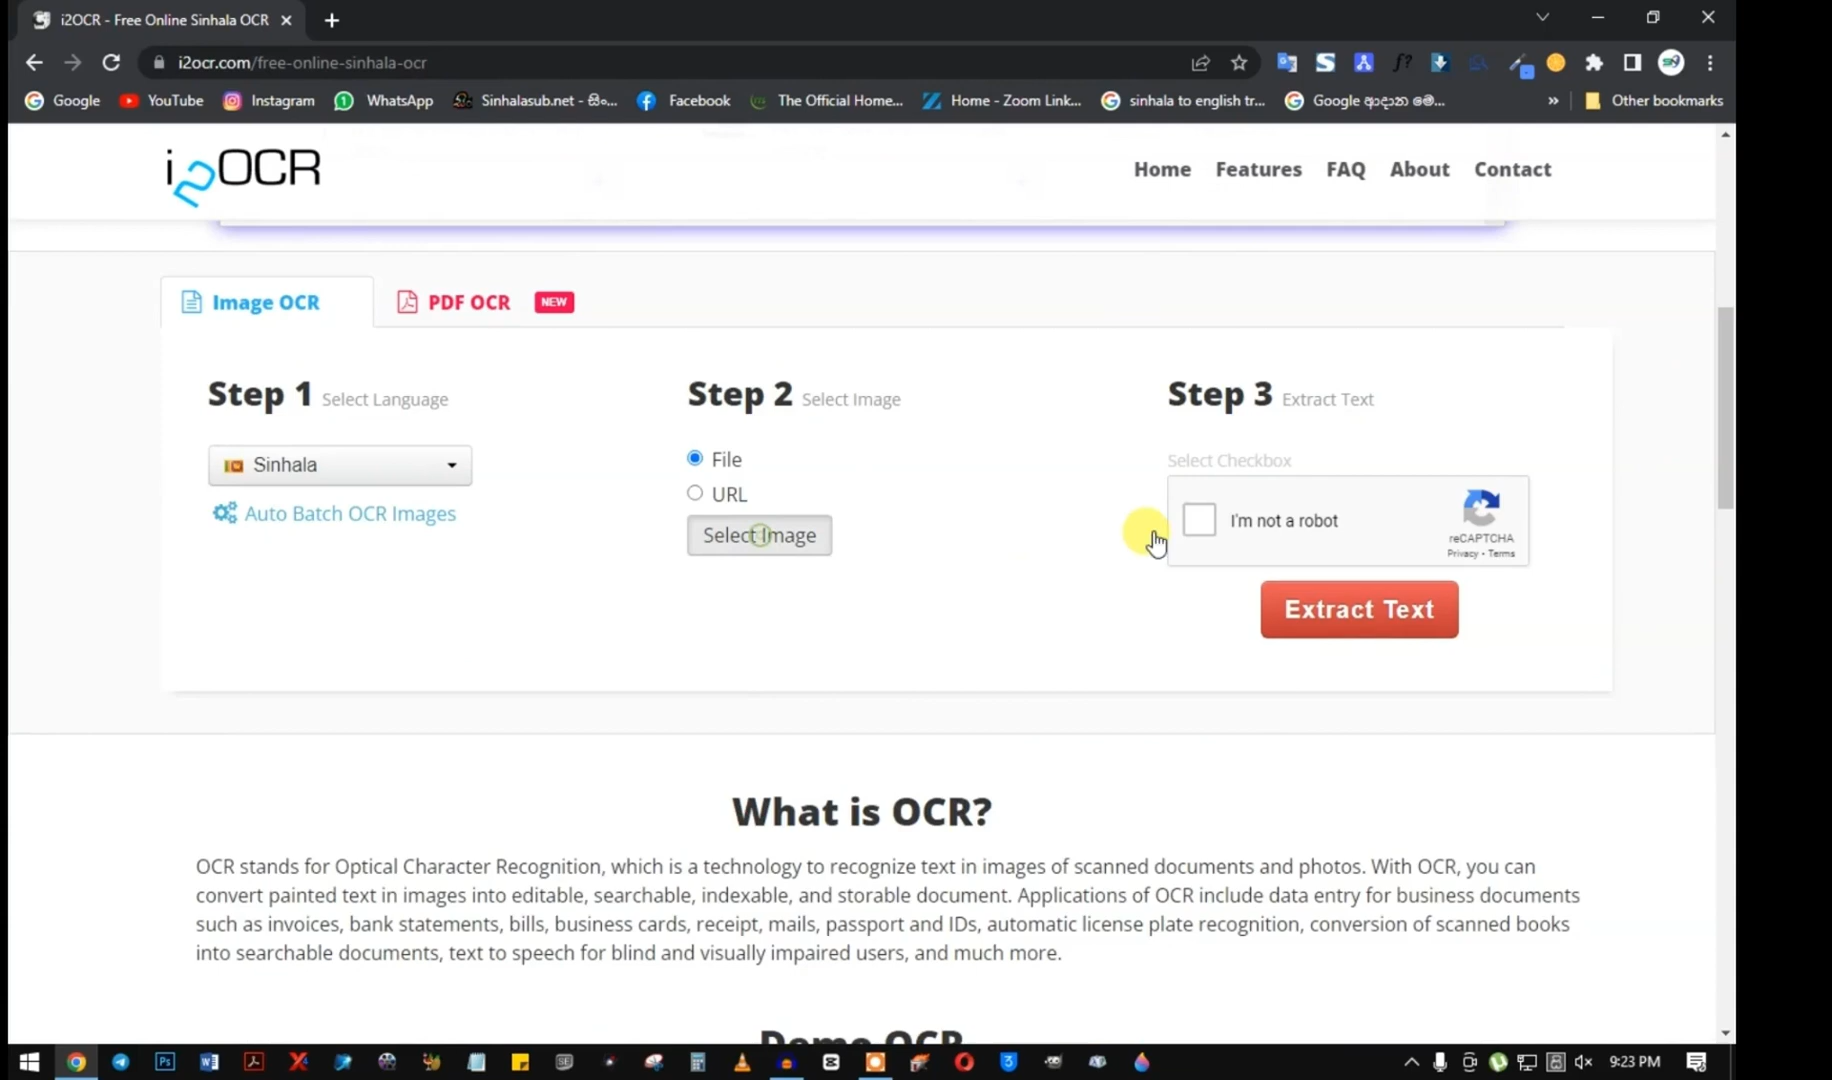 i2OCR - Free Online Sinhala OCR
i2ocr.com/free-online-sinhala-ocr
Google YouTube Instagram WhatsApp Sinhalasub.net - සිං... Facebook The Official Home... Home - Zoom Link... sinhala to english tr... Google ආදාන මෙ... » Other bookmarks
i2OCR
Home Features FAQ About Contact
Image OCR PDF OCR NEW
Step 1 Select Language
Sinhala
Auto Batch OCR Images
Step 2 Select Image
File
URL
Select Image
Step 3 Extract Text
Select Checkbox
I'm not a robot
reCAPTCHA
Privacy • Terms
Extract Text
What is OCR?
OCR stands for Optical Character Recognition, which is a technology to recognize text in images of scanned documents and photos. With OCR, you can
convert painted text in images into editable, searchable, indexable, and storable document. Applications of OCR include data entry for business documents
such as invoices, bank statements, bills, business cards, receipt, mails, passport and IDs, automatic license plate recognition, conversion of scanned books
into searchable documents, text to speech for blind and visually impaired users, and much more.
Demo OCR
9:23 PM